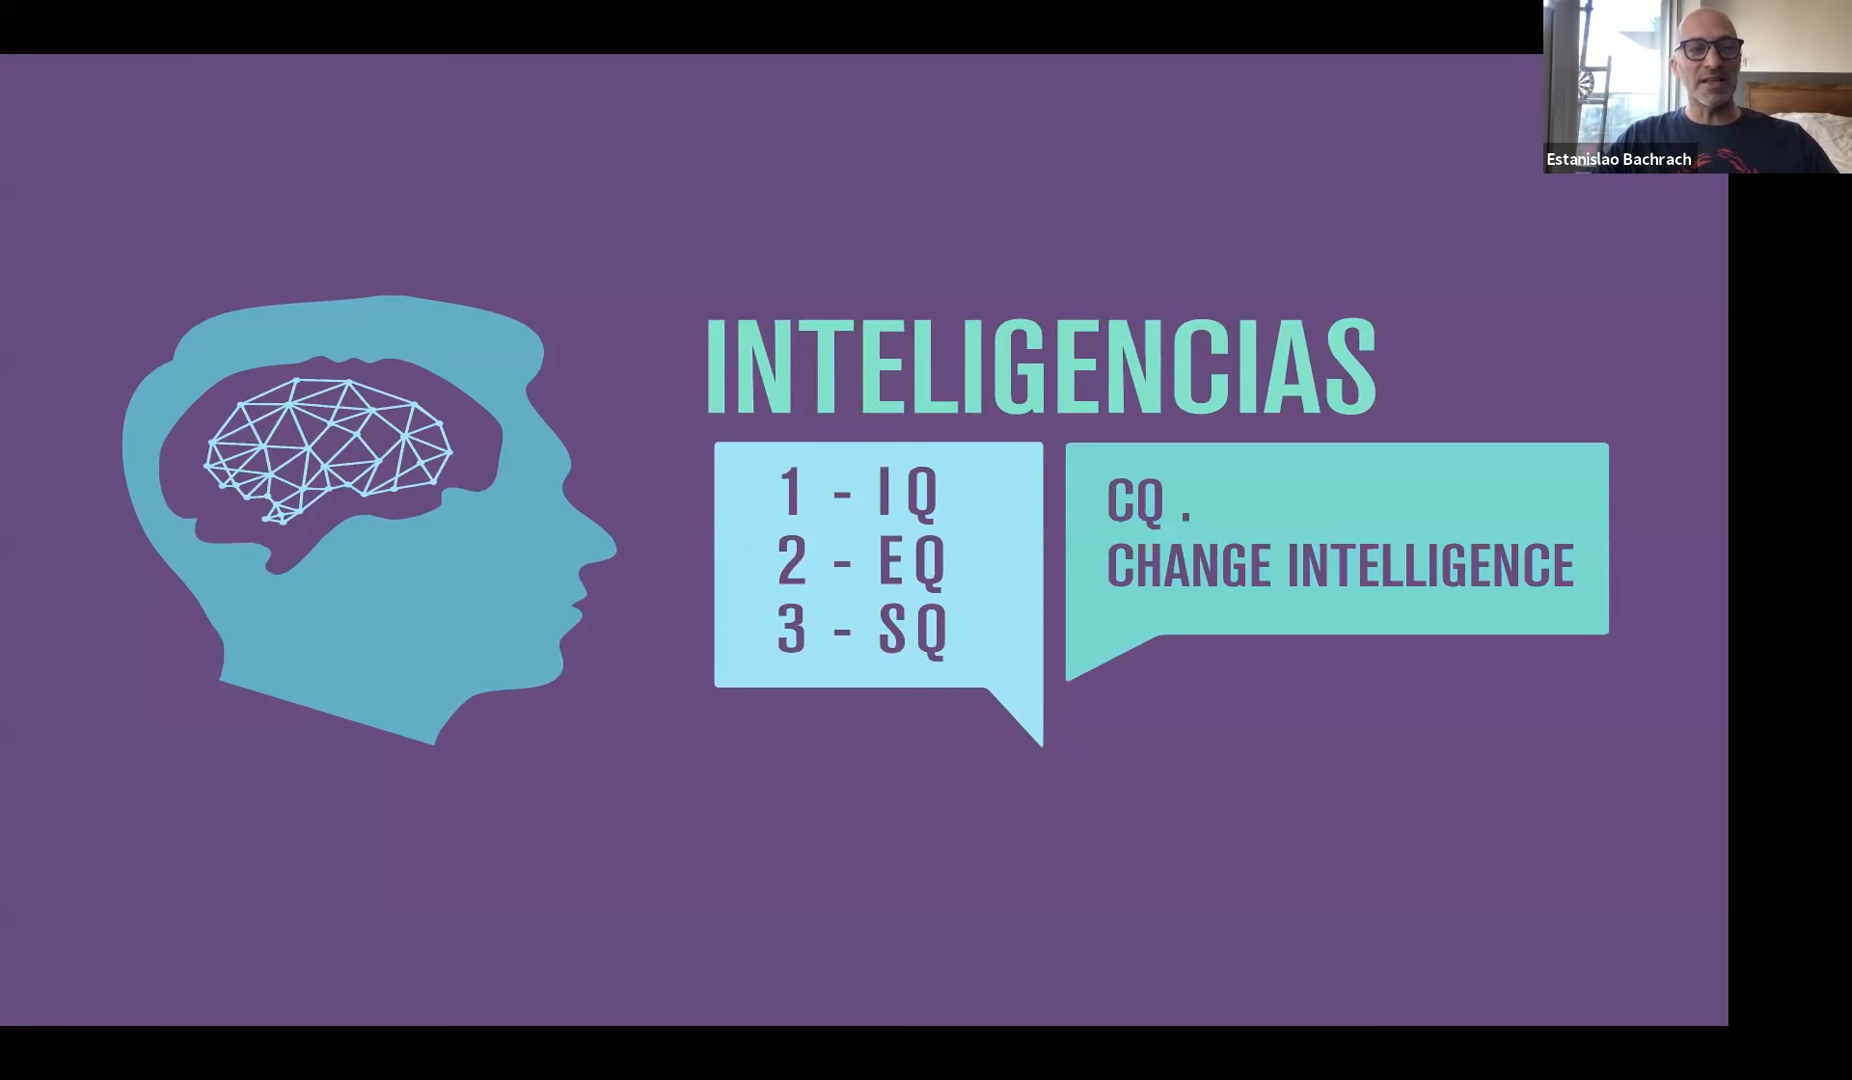 Estanislao Bachrach
INTELIGENCIAS
1 - IQ
2 - EQ
3 - SQ
CQ .
CHANGE INTELLIGENCE